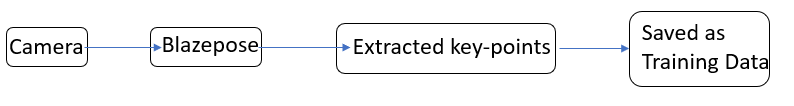 Camera
Blazepose
Extracted key-points
Saved as
Training Data